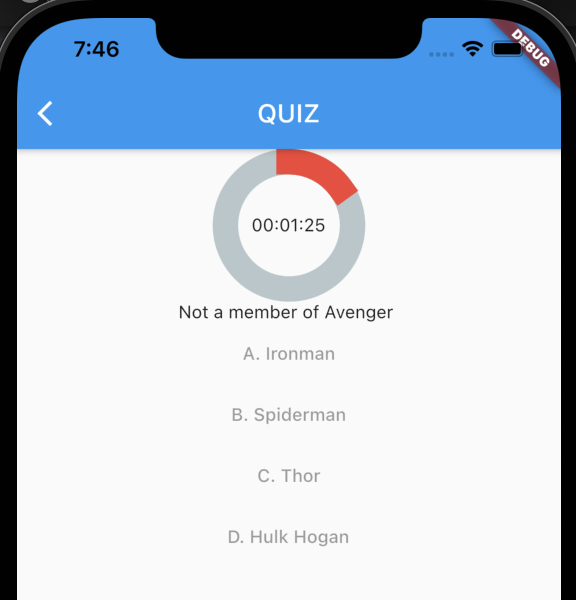 7:46
DEBUG
QUIZ
00:01:25
Not a member of Avenger
A. Ironman
B. Spiderman
C. Thor
D. Hulk Hogan